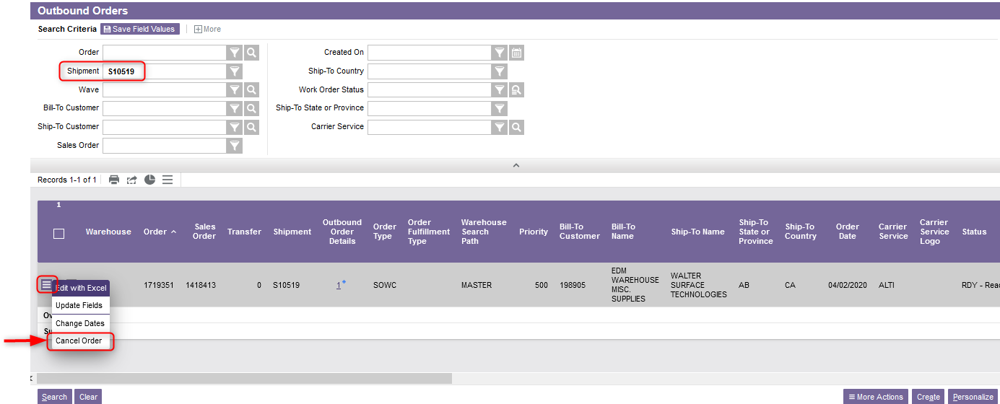 Outbound Orders
Search Criteria Save Field Values More
Order Created On
Shipment S10519 Ship-To Country
Wave Work Order Status
Bill-To Customer Ship-To State or Province
Ship-To Customer Carrier Service
Sales Order
Records 1-1 of 1
1
Warehouse Order Sales Order Transfer Shipment Outbound Order Details Order Type Order Fulfillment Type Warehouse Search Path Priority Bill-To Customer Bill-To Name Ship-To Name Ship-To State or Province Ship-To Country Order Date Carrier Service Carrier Service Logo Status
1719351 1418413 0 S10519 1* SOWC MASTER 500 198905 EDM WAREHOUSE MISC. SUPPLIES WALTER SURFACE TECHNOLOGIES AB CA 04/02/2020 ALTI RDY - Rea
Edit with Excel
Update Fields
Change Dates
Cancel Order
Search Clear More Actions Create Personalize